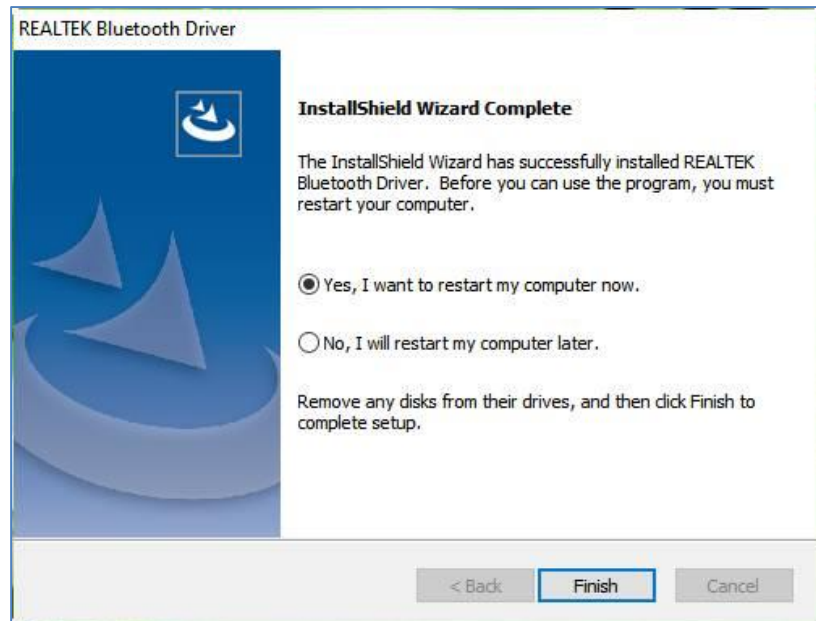 REALTEK Bluetooth Driver
InstallShield Wizard Complete
The InstallShield Wizard has successfully installed REALTEK
Bluetooth Driver. Before you can use the program, you must
restart your computer.
Yes, I want to restart my computer now.
No, I will restart my computer later.
Remove any disks from their drives, and then click Finish to
complete setup.
< Back
Finish
Cancel